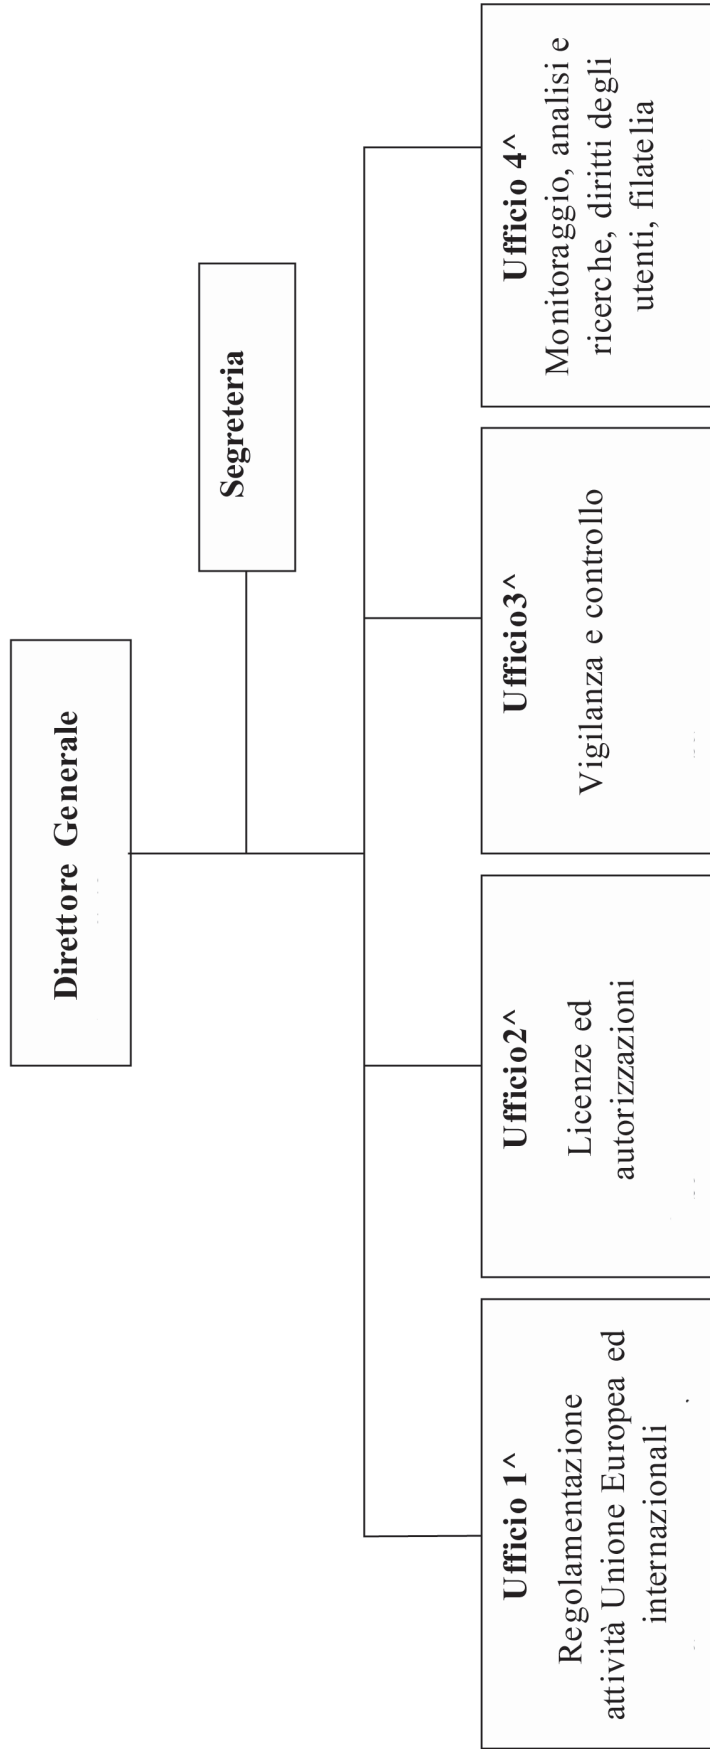 Direttore Generale
Segreteria
Ufficio 1^
Regolamentazione
attività Unione Europea ed
internazionali
Ufficio2^
Licenze ed
autorizzazioni
Ufficio3^
Vigilanza e controllo
Ufficio 4^
Monitoraggio, analisi e
ricerche, diritti degli
utenti, filatelia